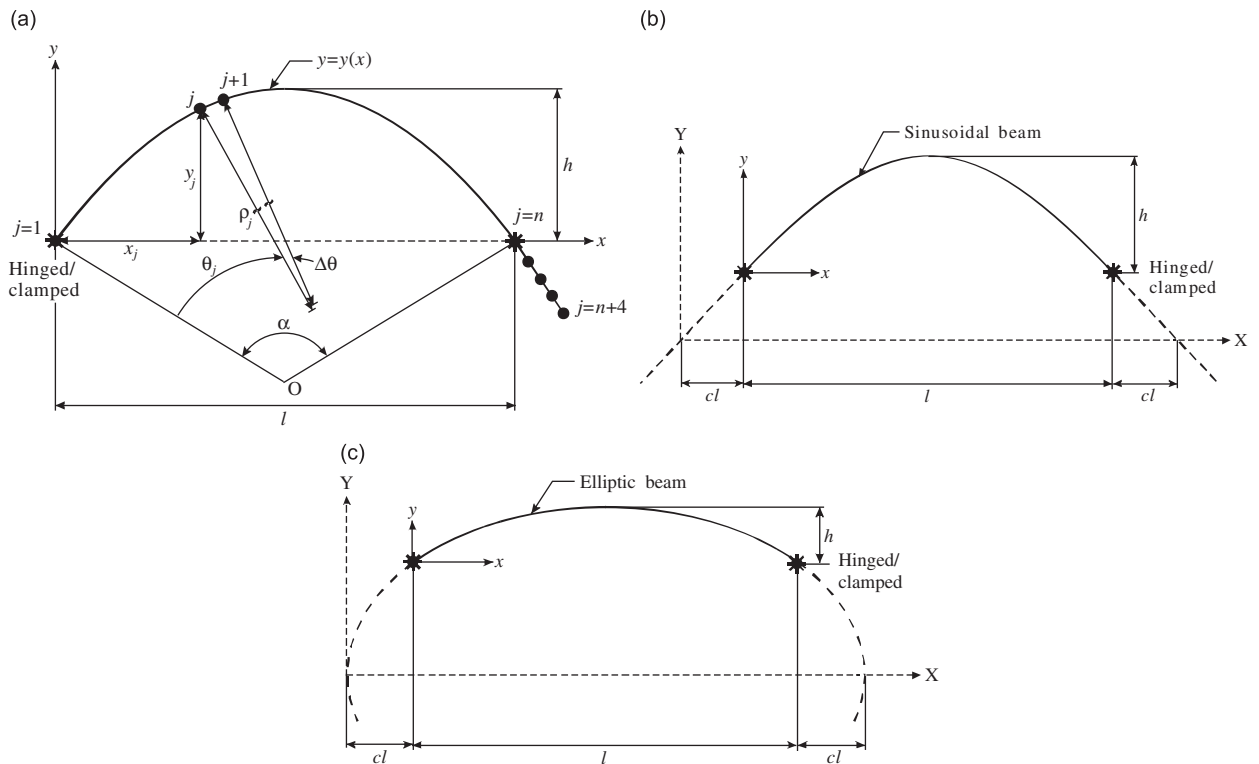 (a)
y
y=y(x)
j+1
j
h
y_j
ρ_j
j=1
j=n
x_j
x
Hinged/
clamped
θ_j
Δθ
j=n+4
α
O
l
(b)
Y
Sinusoidal beam
y
h
x
Hinged/
clamped
X
cl
l
cl
(c)
Y
Elliptic beam
y
h
x
Hinged/
clamped
X
cl
l
cl